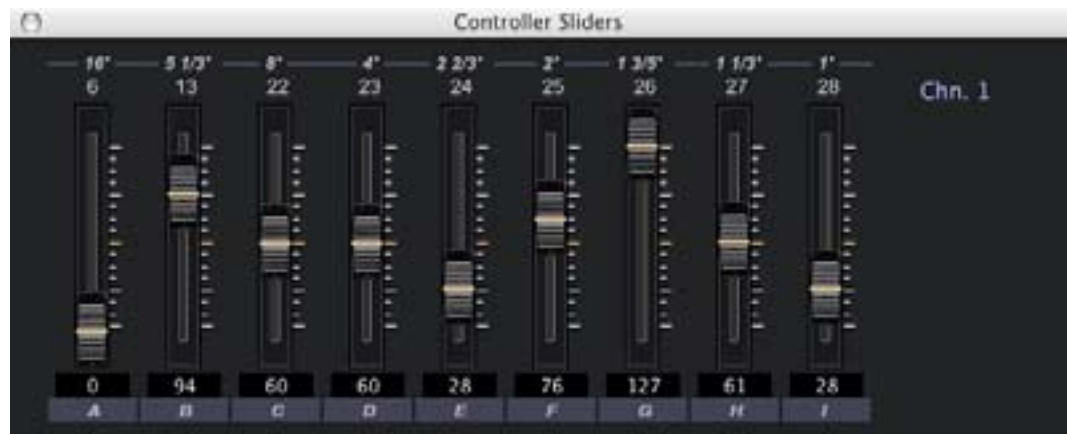 Controller Sliders
16' 5 1/3' 8' 4' 2 2/3' 2' 1 3/5' 1 1/3' 1'
6 13 22 23 24 25 26 27 28
Chn. 1
0 94 60 60 28 76 127 61 28
A B C D E F G H I